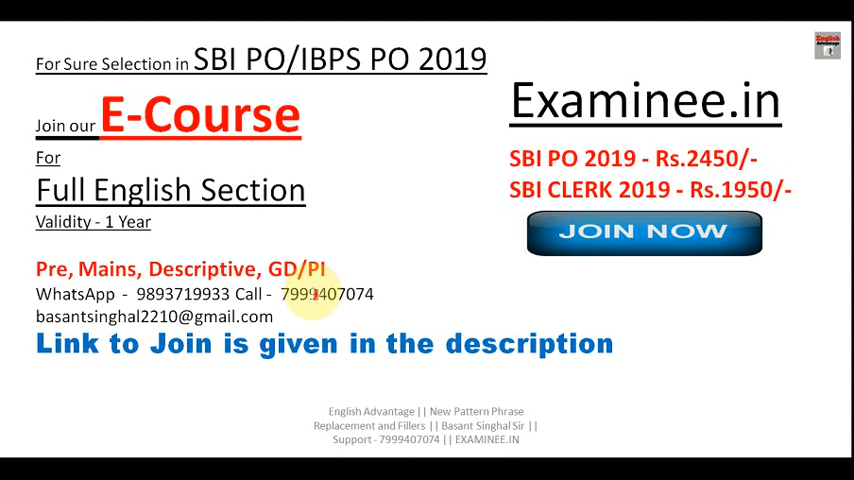 For Sure Selection in SBI PO/IBPS PO 2019
Join our E-Course
For
Full English Section
Validity - 1 Year
Pre, Mains, Descriptive, GD/PI
WhatsApp - 9893719933 Call - 7999407074
basantsinghal2210@gmail.com
Link to Join is given in the description
English Advantage
Examinee.in
SBI PO 2019 - Rs.2450/-
SBI CLERK 2019 - Rs.1950/-
JOIN NOW
English Advantage || New Pattern Phrase
Replacement and Fillers || Basant Singhal Sir ||
Support - 7999407074 || EXAMINEE.IN